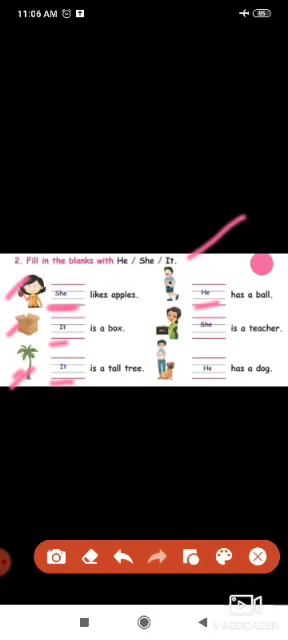 11:06 AM
85
2. Fill in the blanks with He / She / It.
She likes apples.
He has a ball.
It is a box.
She is a teacher.
It is a tall tree.
He has a dog.
V RECORDER